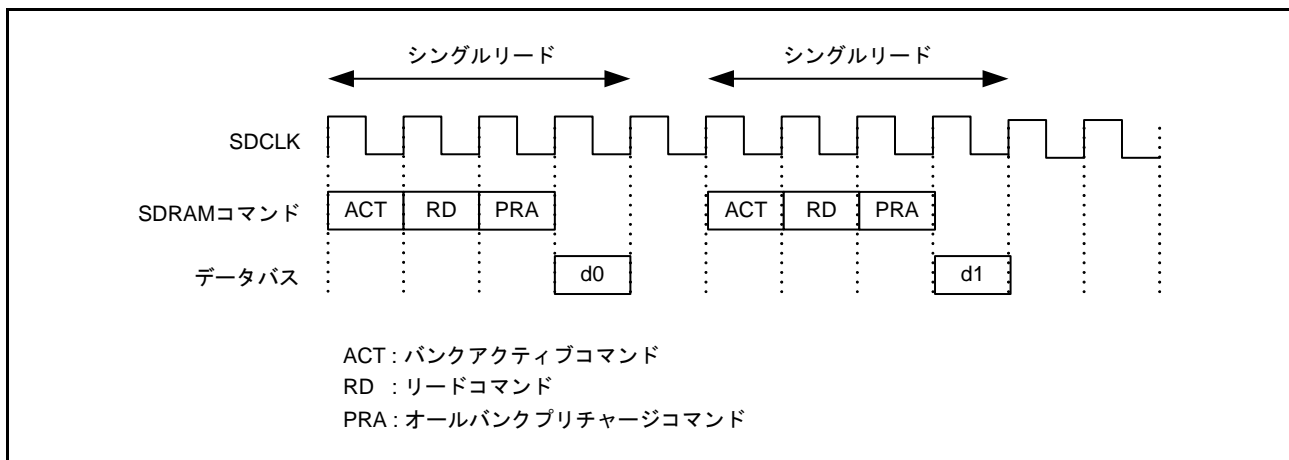 シングルリード シングルリード
SDCLK
SDRAMコマンド ACT RD PRA ACT RD PRA
データバス d0 d1
ACT : バンクアクティブコマンド
RD : リードコマンド
PRA : オールバンクプリチャージコマンド